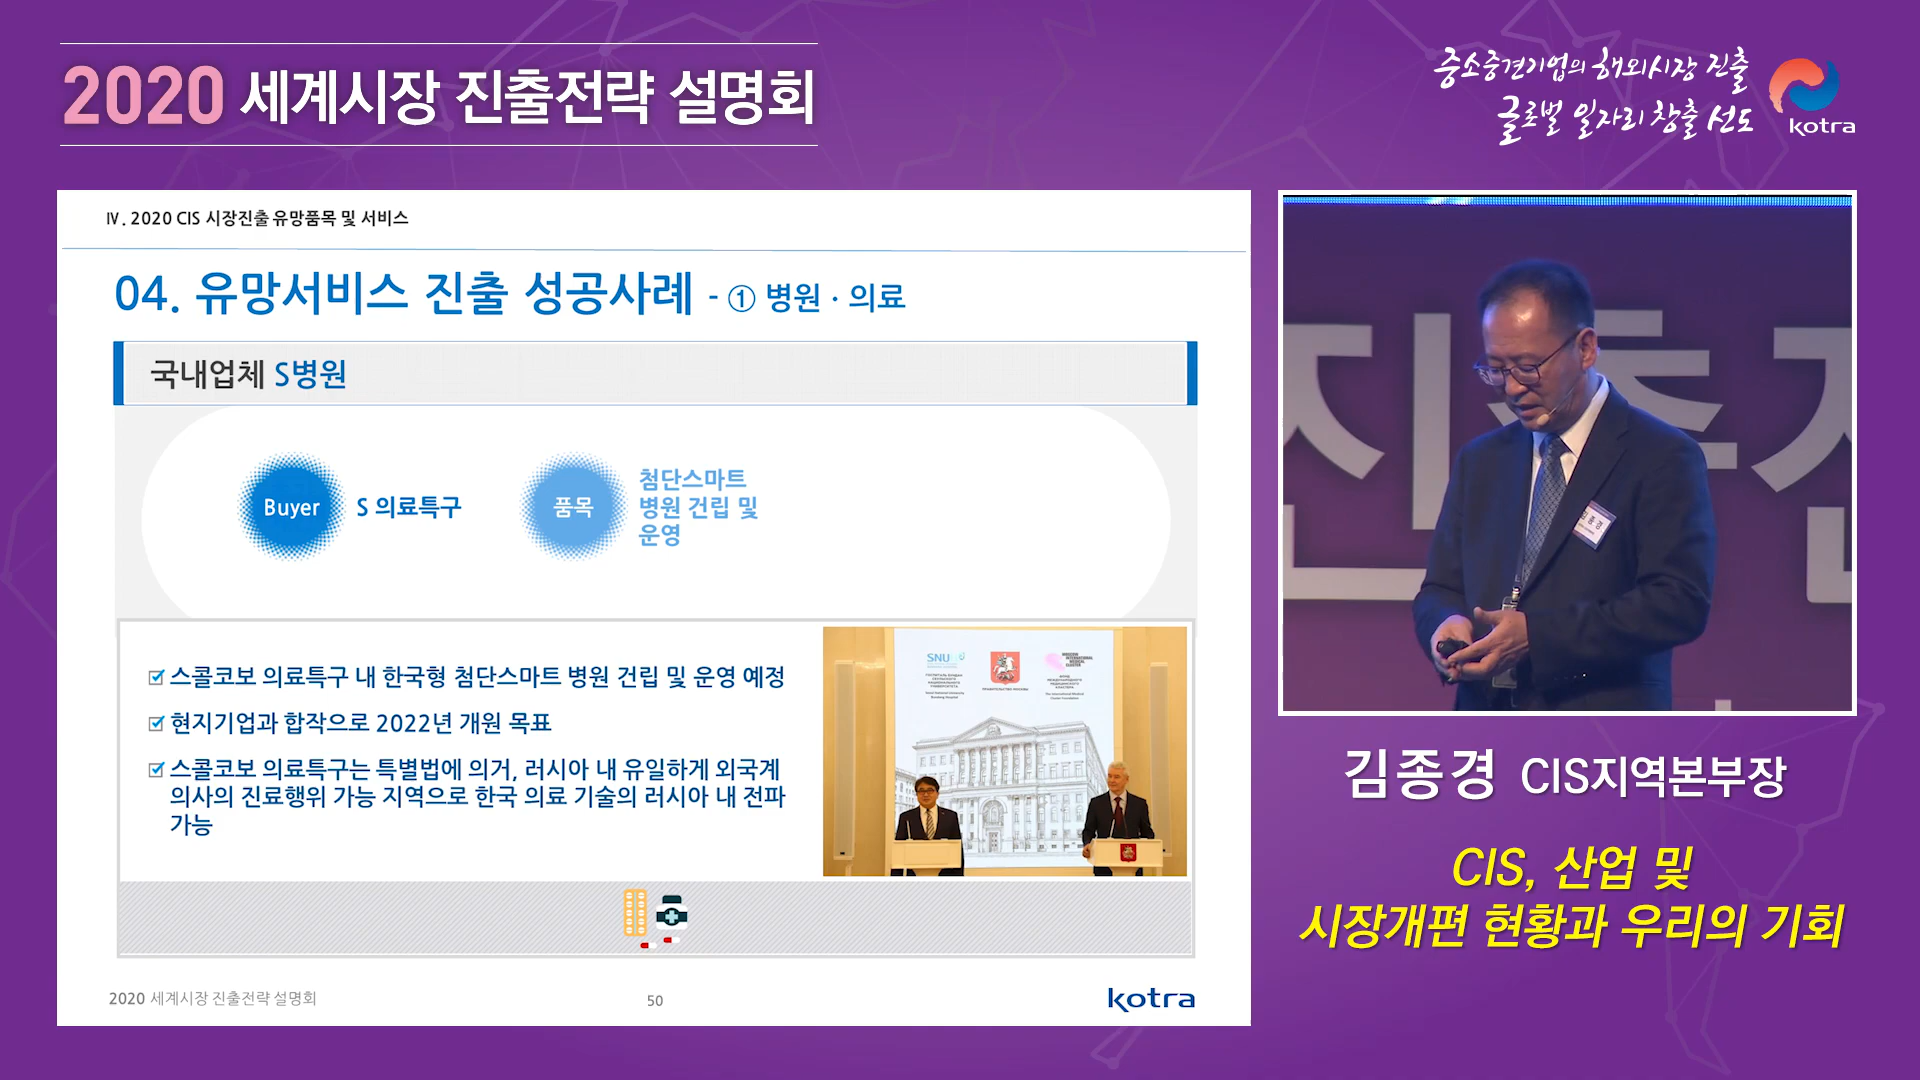 2020 세계시장 진출전략 설명회
중소중견기업의 해외시장 진출
글로벌 일자리 창출 선도
kotra
Ⅳ. 2020 CIS 시장진출 유망품목 및 서비스
04. 유망서비스 진출 성공사례 - ① 병원 · 의료
국내업체 S병원
Buyer
S 의료특구
품목
첨단스마트
병원 건립 및
운영
스콜코보 의료특구 내 한국형 첨단스마트 병원 건립 및 운영 예정
현지기업과 합작으로 2022년 개원 목표
스콜코보 의료특구는 특별법에 의거, 러시아 내 유일하게 외국계
의사의 진료행위 가능 지역으로 한국 의료 기술의 러시아 내 전파
가능
SNU
MOSCOW
INTERNATIONAL
MEDICAL
CLUSTER
ПРАВИТЕЛЬСТВО МОСКВЫ
2020 세계시장 진출전략 설명회
50
kotra
진출전
김종경
김종경 CIS지역본부장
CIS, 산업 및
시장개편 현황과 우리의 기회